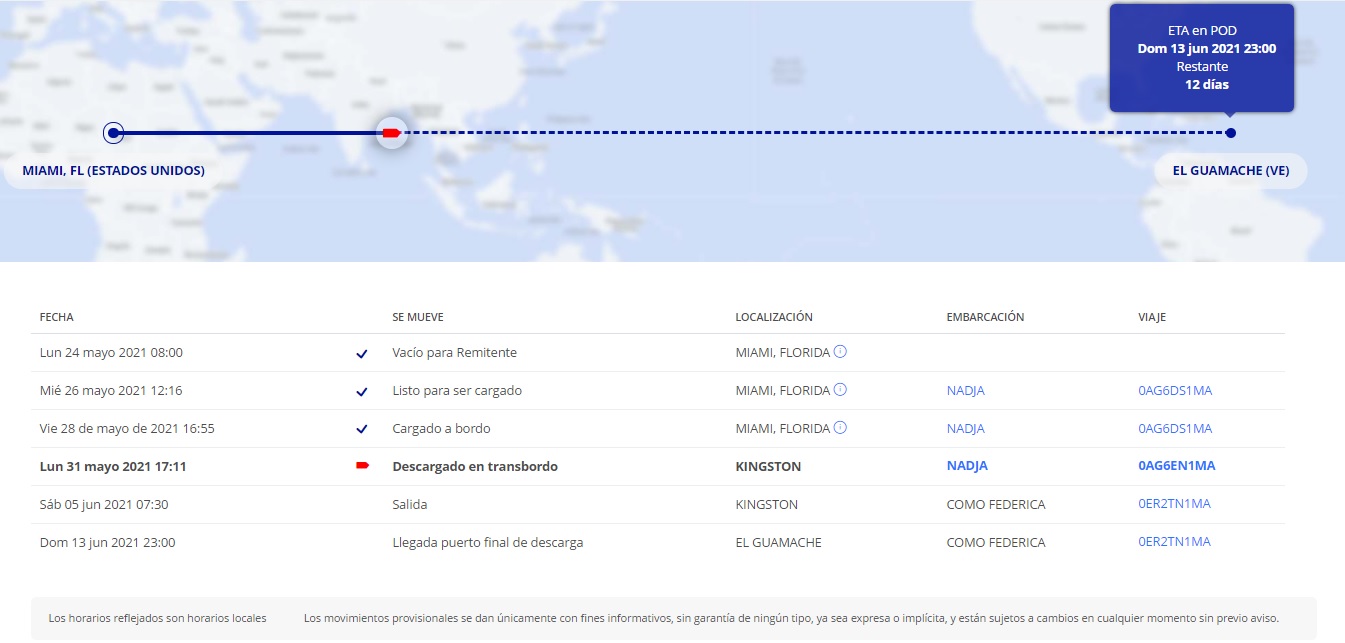 ETA en POD
Dom 13 jun 2021 23:00
Restante
12 días
MIAMI, FL (ESTADOS UNIDOS)
EL GUAMACHE (VE)
FECHA SE MUEVE LOCALIZACIÓN EMBARCACIÓN VIAJE
Lun 24 mayo 2021 08:00 Vacío para Remitente MIAMI, FLORIDA
Mié 26 mayo 2021 12:16 Listo para ser cargado MIAMI, FLORIDA NADJA 0AG6DS1MA
Vie 28 de mayo de 2021 16:55 Cargado a bordo MIAMI, FLORIDA NADJA 0AG6DS1MA
Lun 31 mayo 2021 17:11 Descargado en transbordo KINGSTON NADJA 0AG6EN1MA
Sáb 05 jun 2021 07:30 Salida KINGSTON COMO FEDERICA 0ER2TN1MA
Dom 13 jun 2021 23:00 Llegada puerto final de descarga EL GUAMACHE COMO FEDERICA 0ER2TN1MA
Los horarios reflejados son horarios locales Los movimientos provisionales se dan únicamente con fines informativos, sin garantía de ningún tipo, ya sea expresa o implícita, y están sujetos a cambios en cualquier momento sin previo aviso.